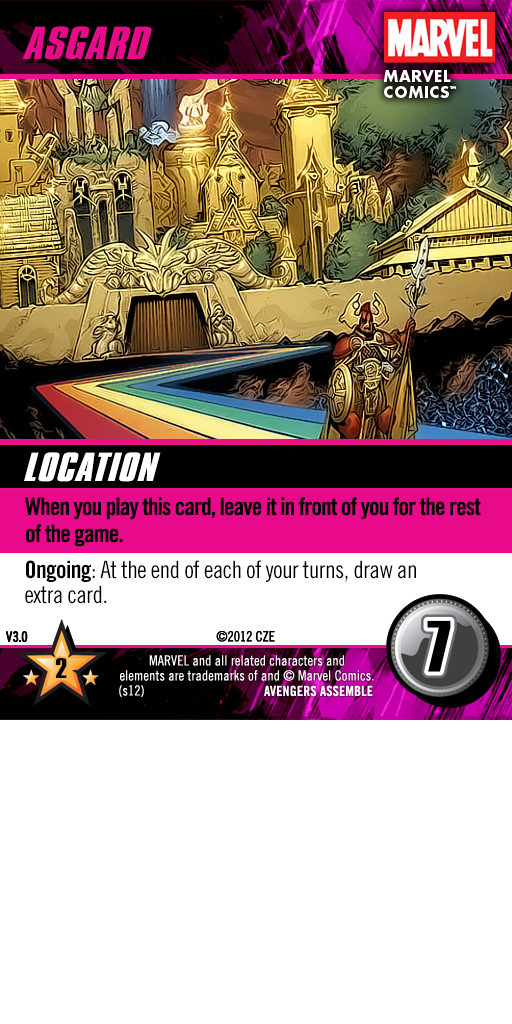 ASGARD
MARVEL
MARVEL
COMICS™
LOCATION
When you play this card, leave it in front of you for the rest
of the game.
Ongoing: At the end of each of your turns, draw an
extra card.
V3.0
©2012 CZE
7
2
MARVEL and all related characters and
elements are trademarks of and © Marvel Comics.
(s12)
AVENGERS ASSEMBLE